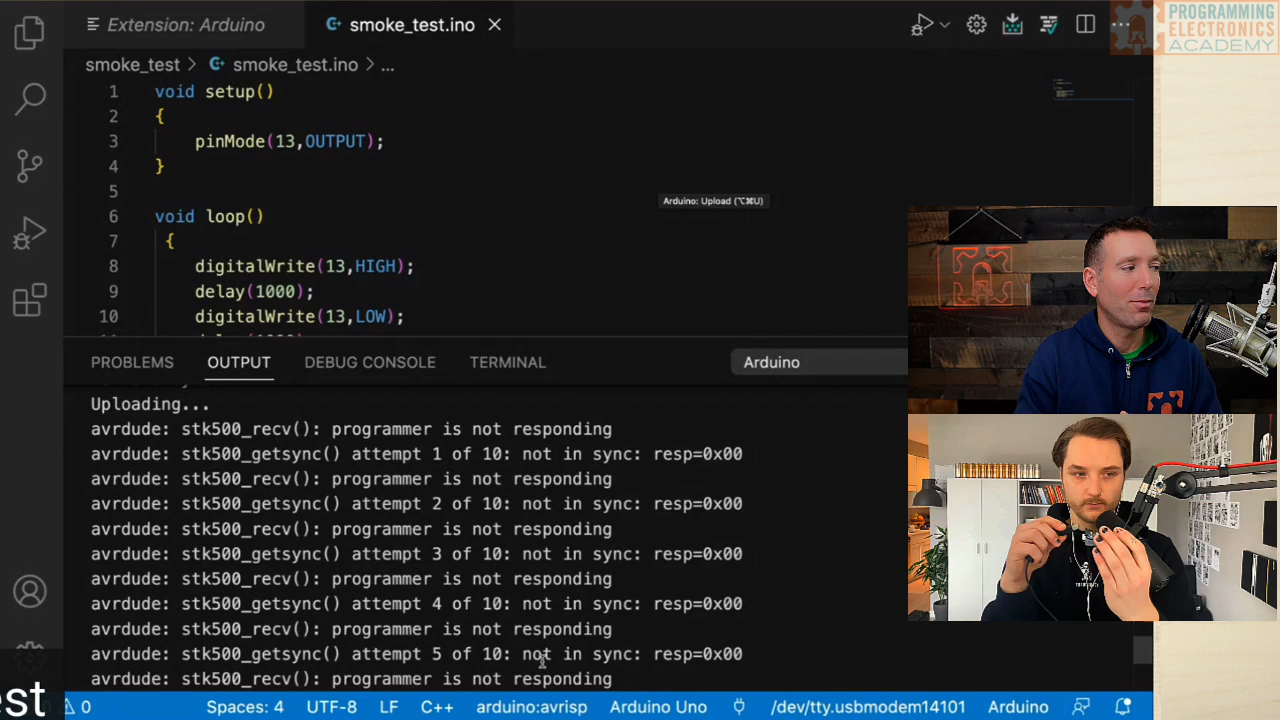 Extension: Arduino
smoke_test.ino
PROGRAMMING
ELECTRONICS
ACADEMY
smoke_test > smoke_test.ino > ...
1 void setup()
2 {
3 pinMode(13,OUTPUT);
4 }
5
6 void loop()
7 {
8 digitalWrite(13,HIGH);
9 delay(1000);
10 digitalWrite(13,LOW);
Arduino: Upload (⌥⌘U)
PROBLEMS OUTPUT DEBUG CONSOLE TERMINAL Arduino
Uploading...
avrdude: stk500_recv(): programmer is not responding
avrdude: stk500_getsync() attempt 1 of 10: not in sync: resp=0x00
avrdude: stk500_recv(): programmer is not responding
avrdude: stk500_getsync() attempt 2 of 10: not in sync: resp=0x00
avrdude: stk500_recv(): programmer is not responding
avrdude: stk500_getsync() attempt 3 of 10: not in sync: resp=0x00
avrdude: stk500_recv(): programmer is not responding
avrdude: stk500_getsync() attempt 4 of 10: not in sync: resp=0x00
avrdude: stk500_recv(): programmer is not responding
avrdude: stk500_getsync() attempt 5 of 10: not in sync: resp=0x00
avrdude: stk500_recv(): programmer is not responding
est 0 Spaces: 4 UTF-8 LF C++ arduino:avrisp Arduino Uno /dev/tty.usbmodem14101 Arduino